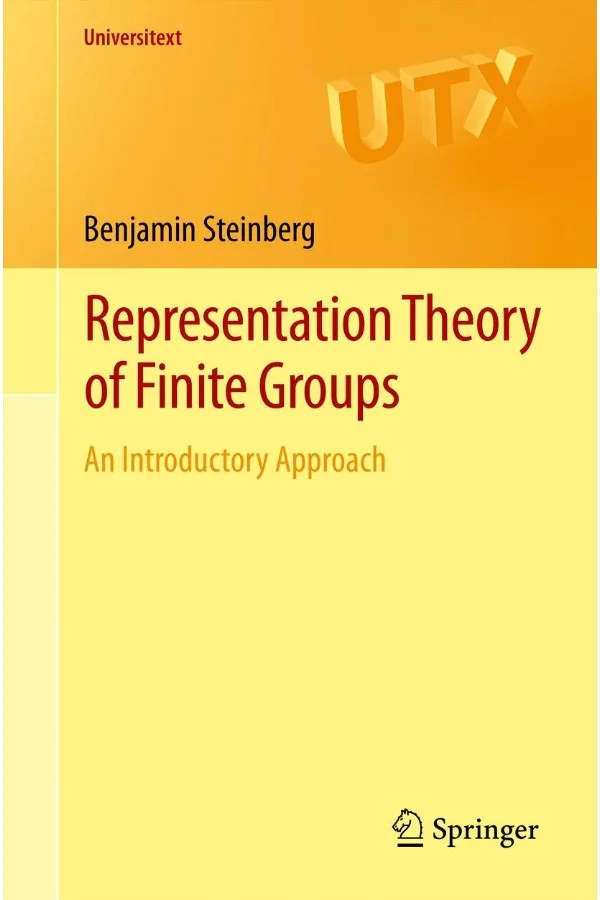 Universitext
UTX
Benjamin Steinberg
Representation Theory
of Finite Groups
An Introductory Approach
Springer